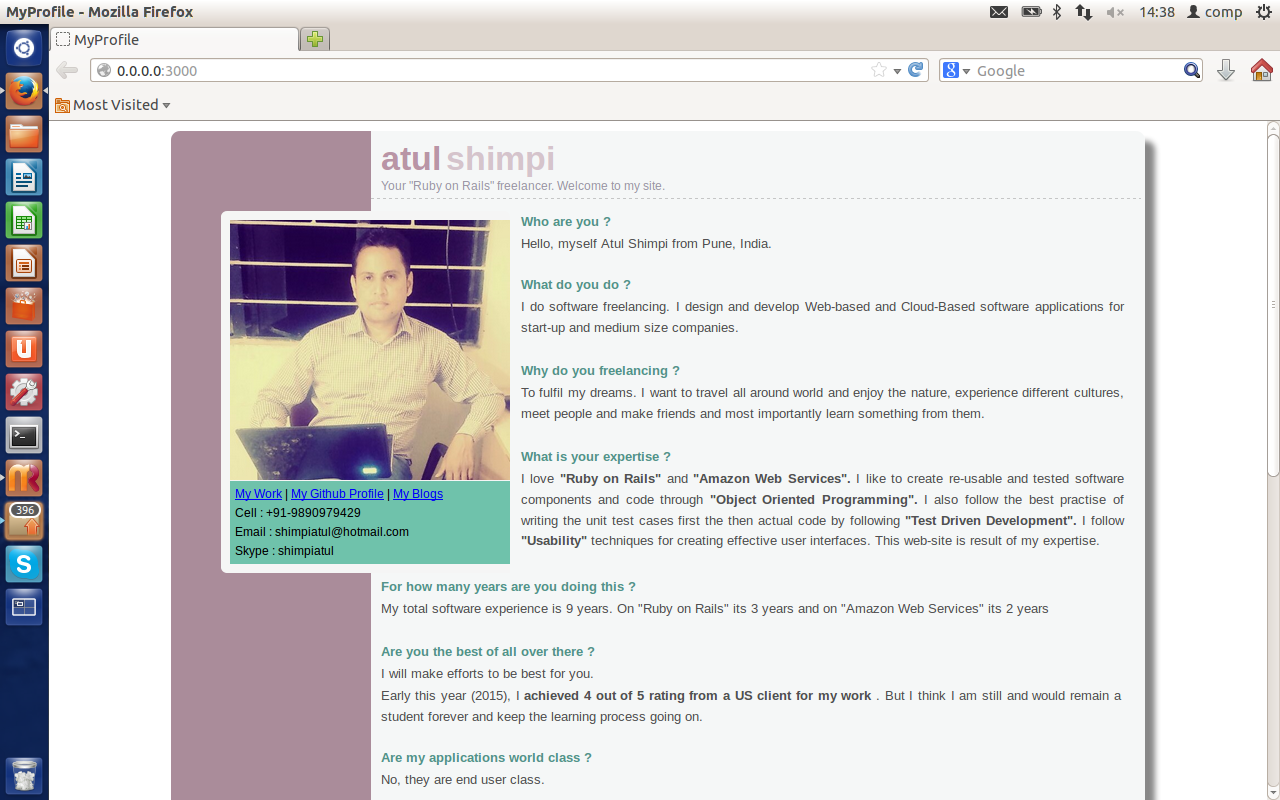 MyProfile - Mozilla Firefox
14:38 comp
MyProfile
0.0.0.0:3000
Google
Most Visited
atul shimpi
Your "Ruby on Rails" freelancer. Welcome to my site.
Who are you ?
Hello, myself Atul Shimpi from Pune, India.
What do you do ?
I do software freelancing. I design and develop Web-based and Cloud-Based software applications for
start-up and medium size companies.
Why do you freelancing ?
To fulfil my dreams. I want to travel all around world and enjoy the nature, experience different cultures,
meet people and make friends and most importantly learn something from them.
What is your expertise ?
I love "Ruby on Rails" and "Amazon Web Services". I like to create re-usable and tested software
components and code through "Object Oriented Programming". I also follow the best practise of
writing the unit test cases first the then actual code by following "Test Driven Development". I follow
"Usability" techniques for creating effective user interfaces. This web-site is result of my expertise.
My Work | My Github Profile | My Blogs
Cell : +91-9890979429
Email : shimpiatul@hotmail.com
Skype : shimpiatul
396
For how many years are you doing this ?
My total software experience is 9 years. On "Ruby on Rails" its 3 years and on "Amazon Web Services" its 2 years
Are you the best of all over there ?
I will make efforts to be best for you.
Early this year (2015), I achieved 4 out of 5 rating from a US client for my work . But I think I am still and would remain a
student forever and keep the learning process going on.
Are my applications world class ?
No, they are end user class.